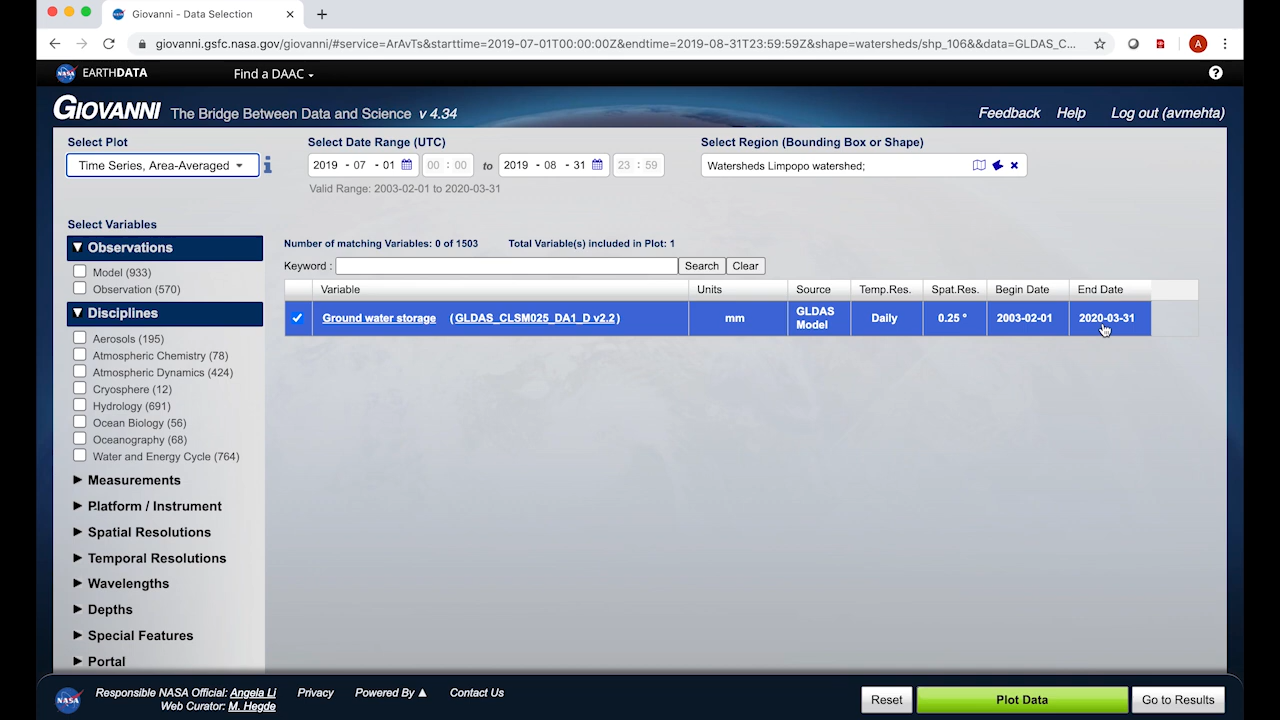 Giovanni - Data Selection
giovanni.gsfc.nasa.gov/giovanni/#service=ArAvTs&starttime=2019-07-01T00:00:00Z&endtime=2019-08-31T23:59:59Z&shape=watersheds/shp_106&&data=GLDAS_C...
A
NASA EARTHDATA Find a DAAC ?
GIOVANNI The Bridge Between Data and Science v 4.34 Feedback Help Log out (avmehta)
Select Plot Select Date Range (UTC) Select Region (Bounding Box or Shape)
Time Series, Area-Averaged i 2019 - 07 - 01 00 : 00 to 2019 - 08 - 31 23 : 59 Watersheds Limpopo watershed;
Valid Range: 2003-02-01 to 2020-03-31
Select Variables
Observations
Model (933)
Observation (570)
Disciplines
Aerosols (195)
Atmospheric Chemistry (78)
Atmospheric Dynamics (424)
Cryosphere (12)
Hydrology (691)
Ocean Biology (56)
Oceanography (68)
Water and Energy Cycle (764)
Measurements
Platform / Instrument
Spatial Resolutions
Temporal Resolutions
Wavelengths
Depths
Special Features
Portal
Number of matching Variables: 0 of 1503 Total Variable(s) included in Plot: 1
Keyword : Search Clear
Variable Units Source Temp.Res. Spat.Res. Begin Date End Date
Ground water storage (GLDAS_CLSM025_DA1_D v2.2) mm GLDAS Model Daily 0.25 ° 2003-02-01 2020-03-31
NASA
Responsible NASA Official: Angela Li Privacy Powered By Contact Us
Web Curator: M. Hegde
Reset Plot Data Go to Results